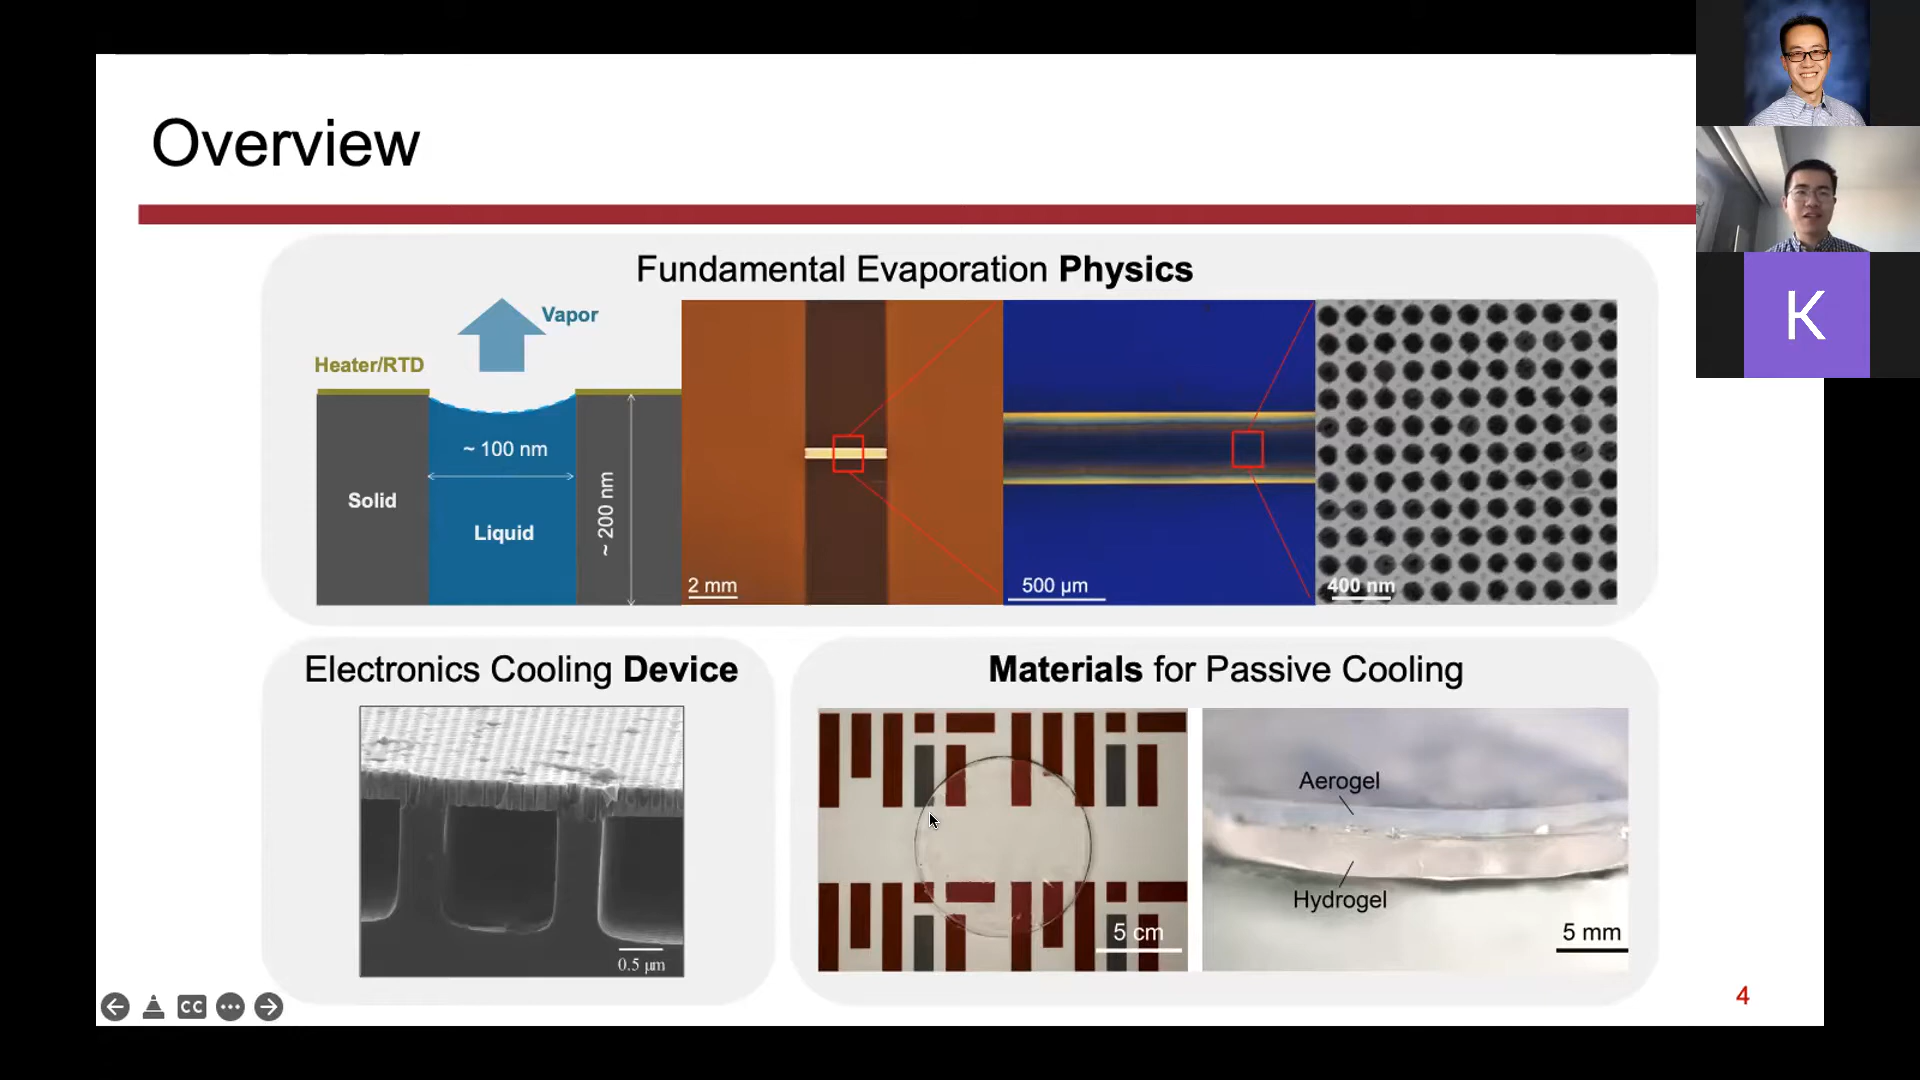 Overview
Fundamental Evaporation Physics
Vapor
Heater/RTD
~ 100 nm
Solid
Liquid
~ 200 nm
2 mm
500 µm
400 nm
K
Electronics Cooling Device
0.5 µm
Materials for Passive Cooling
5 cm
Aerogel
Hydrogel
5 mm
CC
4